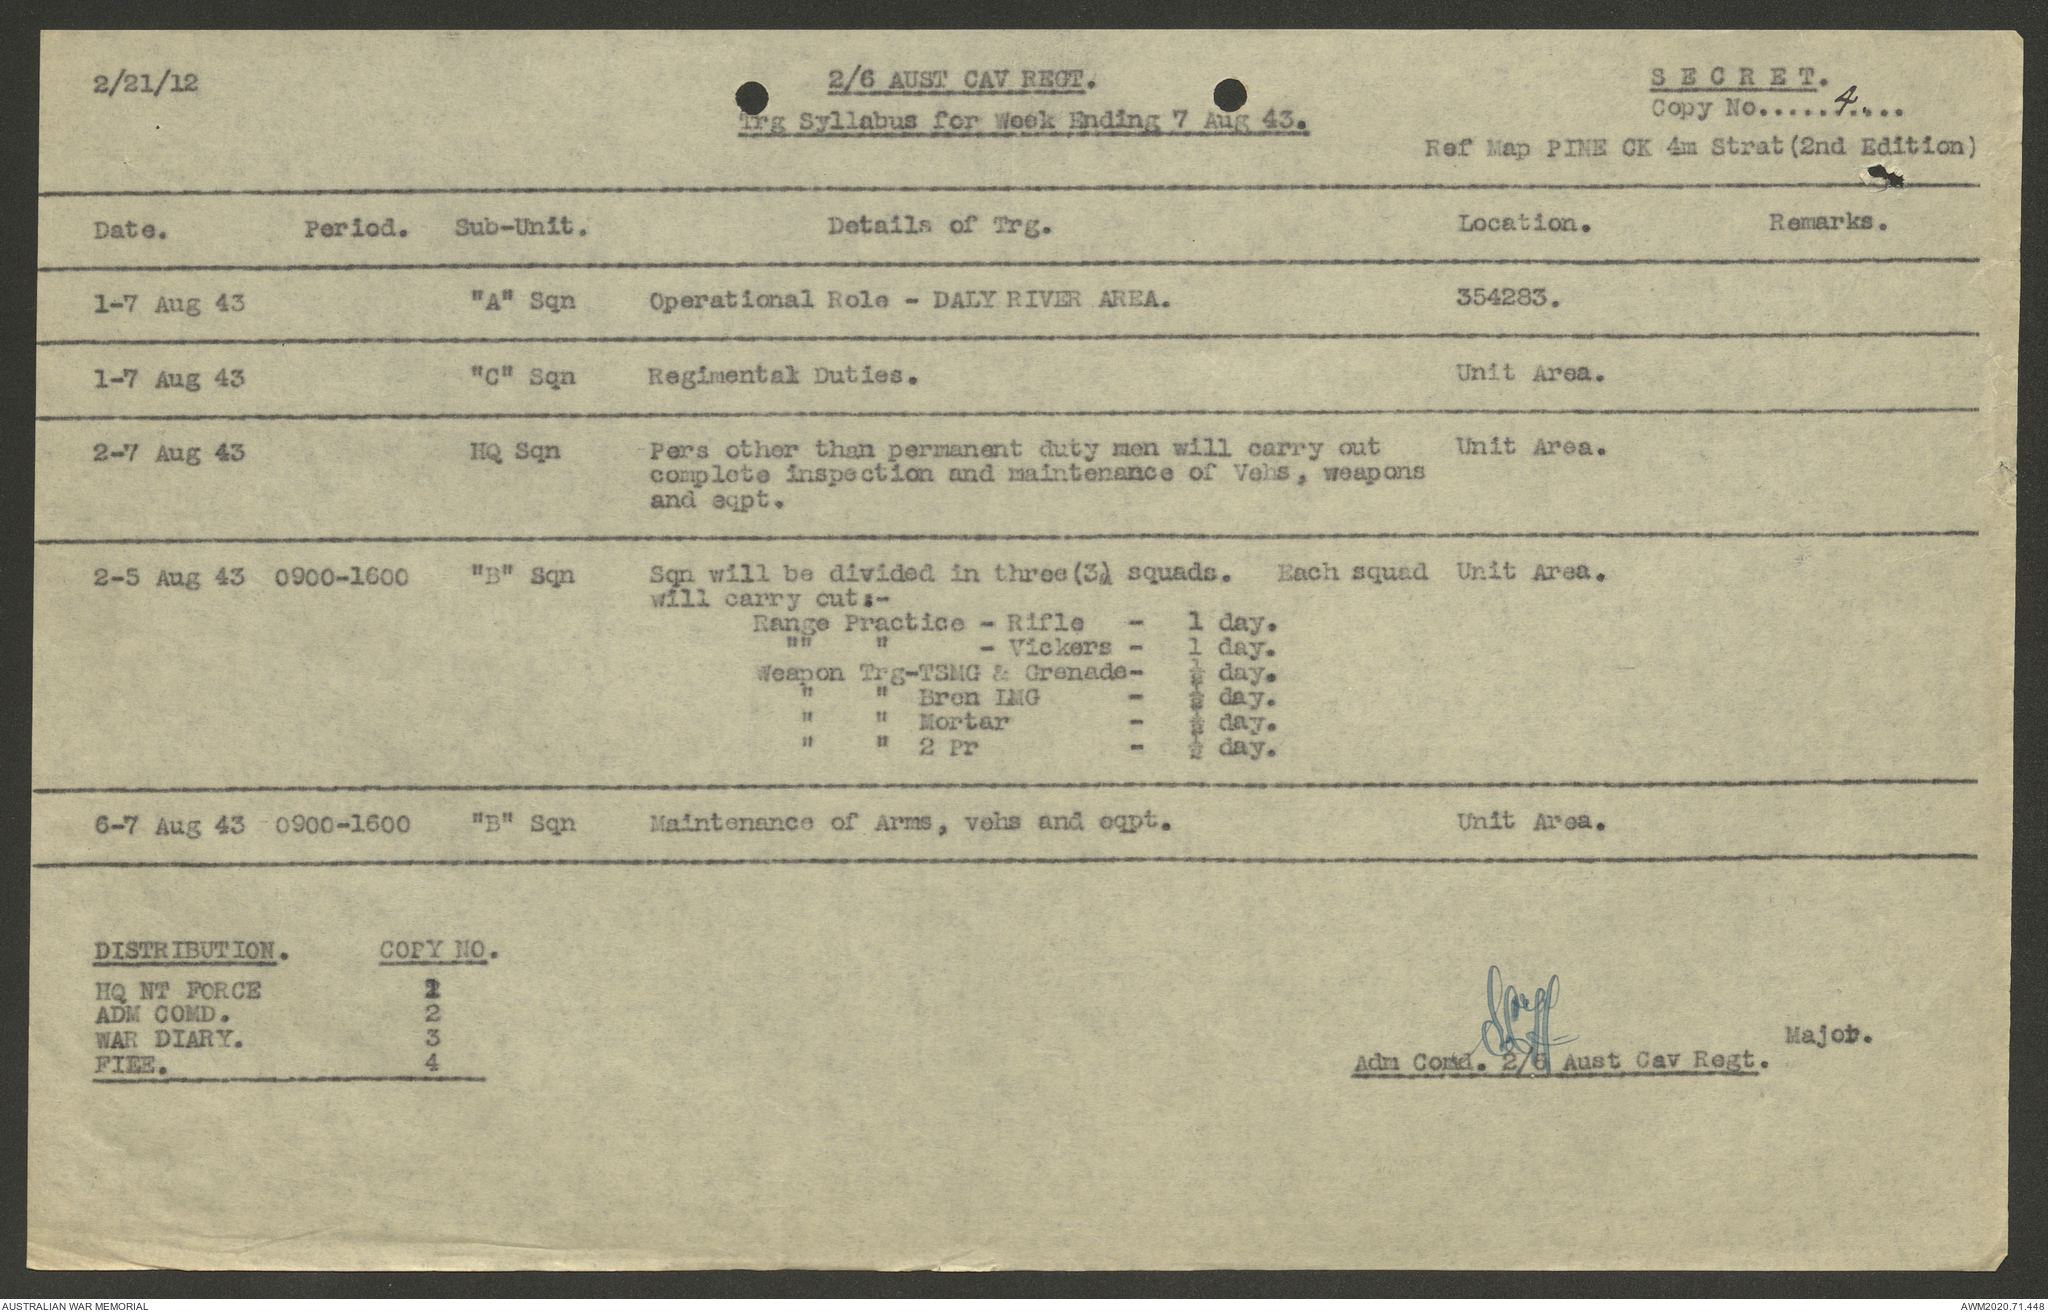 2/21/12 2/6 AUST CAV REGT. S E C R E T.
Trg Syllabus for Week Ending 7 Aug 43. Copy No.....4....
Ref Map PINE CK 4m Strat(2nd Edition)
Date. Period. Sub-Unit. Details of Trg. Location. Remarks.
1-7 Aug 43 "A" Sqn Operational Role - DALY RIVER AREA. 354283.
1-7 Aug 43 "C" Sqn Regimental Duties. Unit Area.
2-7 Aug 43 HQ Sqn Pers other than permanent duty men will carry out Unit Area.
complete inspection and maintenance of Vehs, weapons
and eqpt.
2-5 Aug 43 0900-1600 "B" Sqn Sqn will be divided in three(3) squads. Each squad Unit Area.
will carry out:-
Range Practice - Rifle - 1 day.
"" " - Vickers - 1 day.
Weapon Trg-TSMG & Grenade- ½ day.
" " Bren LMG - ½ day.
" " Mortar - ½ day.
" " 2 Pr - ½ day.
6-7 Aug 43 0900-1600 "B" Sqn Maintenance of Arms, vehs and eqpt. Unit Area.
DISTRIBUTION. COPY NO.
HQ NT FORCE 1
ADM COMD. 2
WAR DIARY. 3
FILE. 4
Major.
Adm Comd. 2/6 Aust Cav Regt.
AUSTRALIAN WAR MEMORIAL AWM2020.71.448